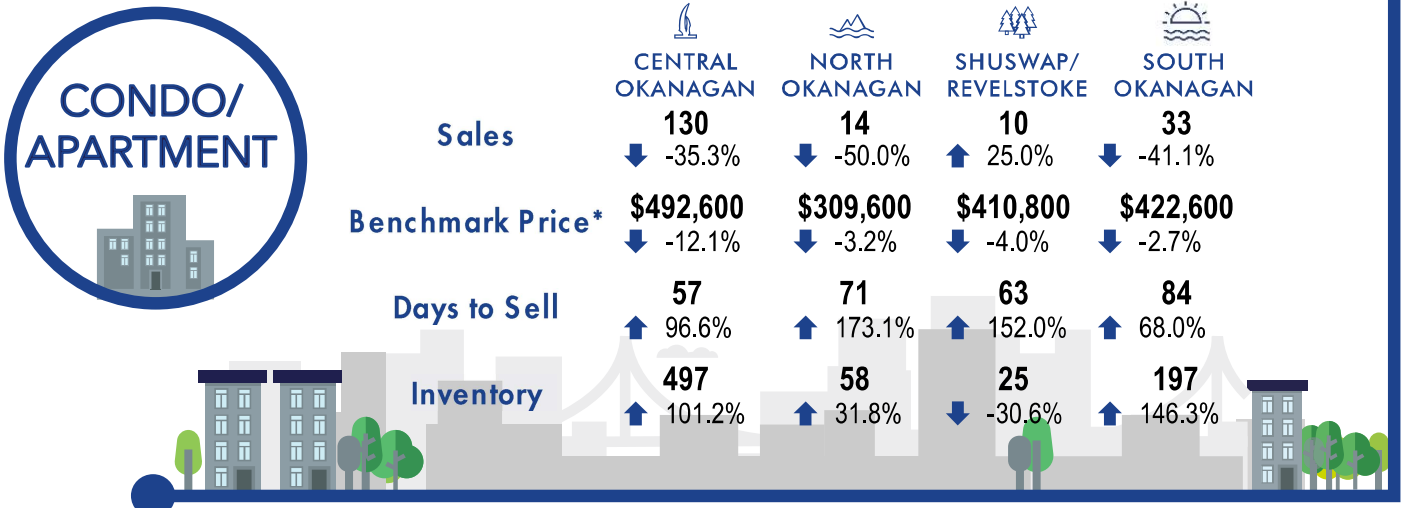 CONDO/
APARTMENT
CENTRAL
OKANAGAN
NORTH
OKANAGAN
SHUSWAP/
REVELSTOKE
SOUTH
OKANAGAN
Sales
130 14 10 33
-35.3% -50.0% 25.0% -41.1%
Benchmark Price*
$492,600 $309,600 $410,800 $422,600
-12.1% -3.2% -4.0% -2.7%
Days to Sell
57 71 63 84
96.6% 173.1% 152.0% 68.0%
Inventory
497 58 25 197
101.2% 31.8% -30.6% 146.3%